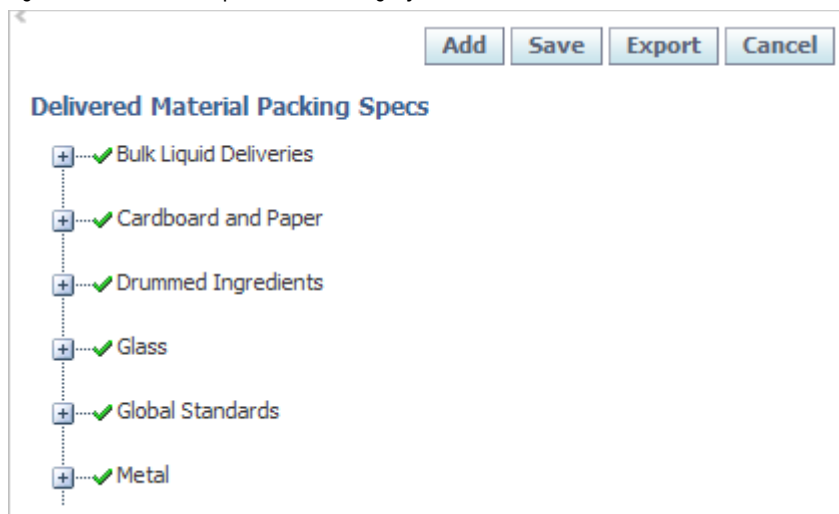 Add Save Export Cancel
Delivered Material Packing Specs
Bulk Liquid Deliveries
Cardboard and Paper
Drummed Ingredients
Glass
Global Standards
Metal